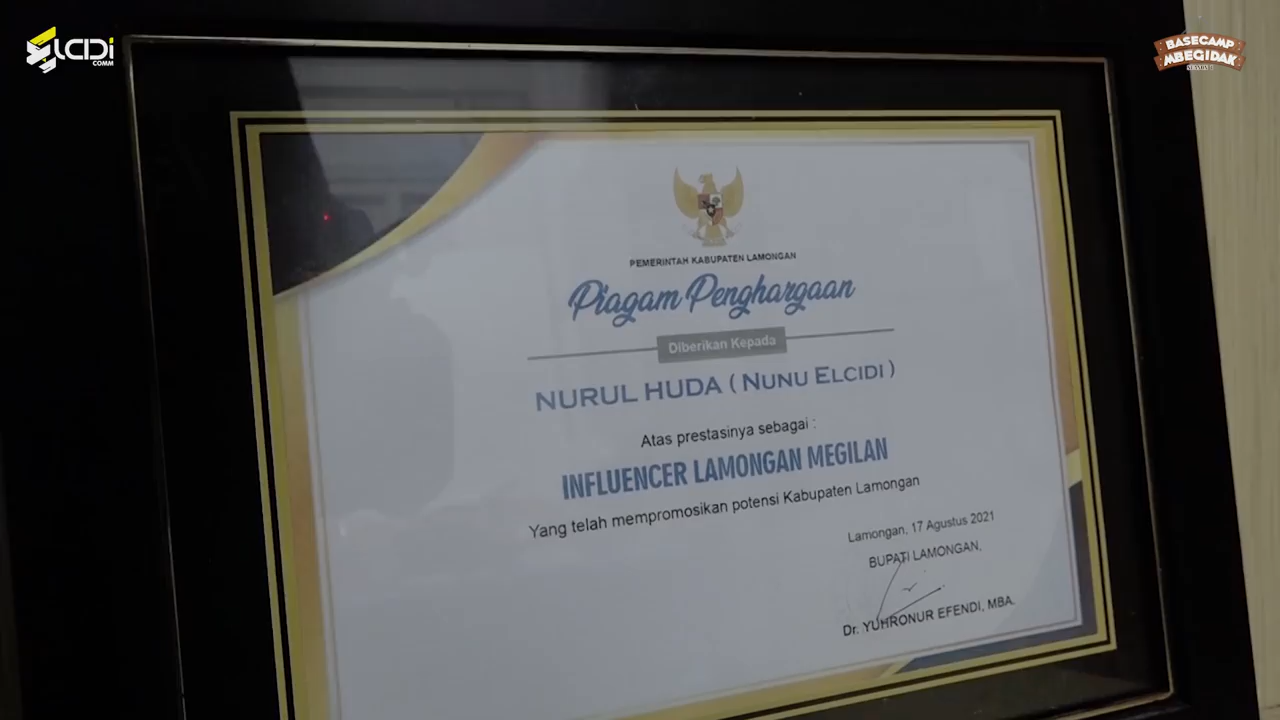 ELCIDI
COMM
BASECAMP
MBEGIDAK
PEMERINTAH KABUPATEN LAMONGAN
Piagam Penghargaan
Diberikan Kepada
NURUL HUDA ( NUNU ELCIDI )
Atas prestasinya sebagai :
INFLUENCER LAMONGAN MEGILAN
Yang telah mempromosikan potensi Kabupaten Lamongan
Lamongan, 17 Agustus 2021
BUPATI LAMONGAN,
Dr. YUHRONUR EFENDI, MBA.